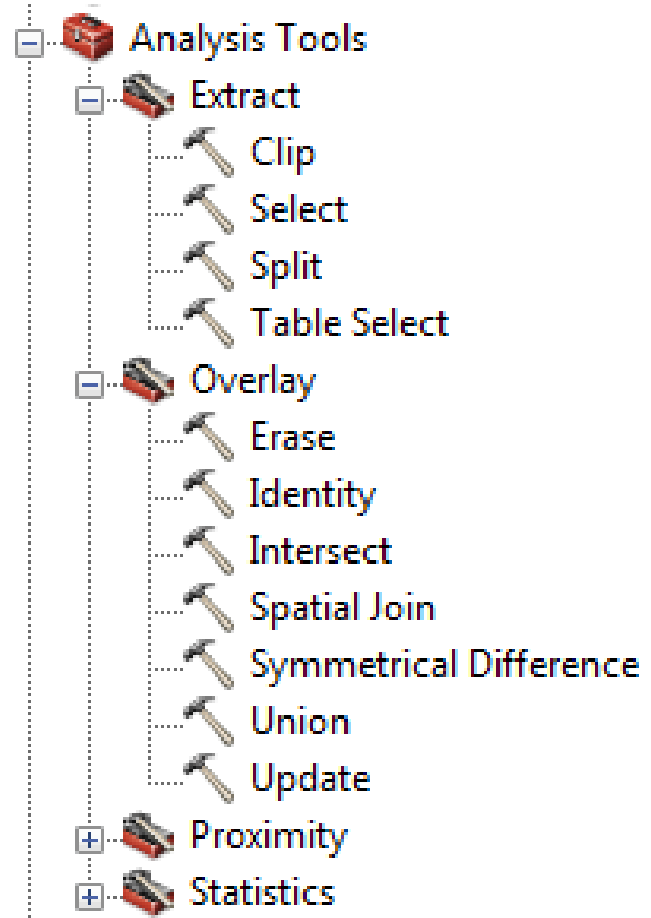 Analysis Tools
Extract
Clip
Select
Split
Table Select
Overlay
Erase
Identity
Intersect
Spatial Join
Symmetrical Difference
Union
Update
Proximity
Statistics